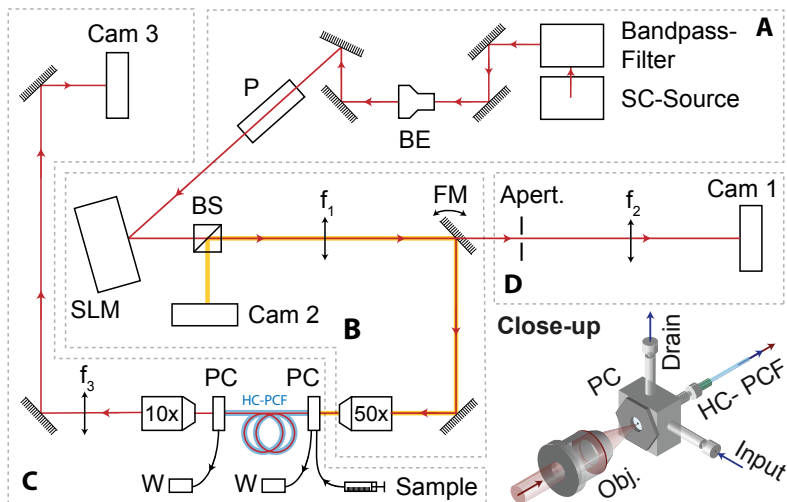 Cam 3
Bandpass-
Filter
A
P
SC-Source
BE
BS
f1
FM
Apert.
f2
Cam 1
SLM
Cam 2
B
D
Close-up
f3
PC
HC-PCF
PC
10x
50x
C
W
W
Sample
Drain
PC
HC- PCF
Obj.
Input